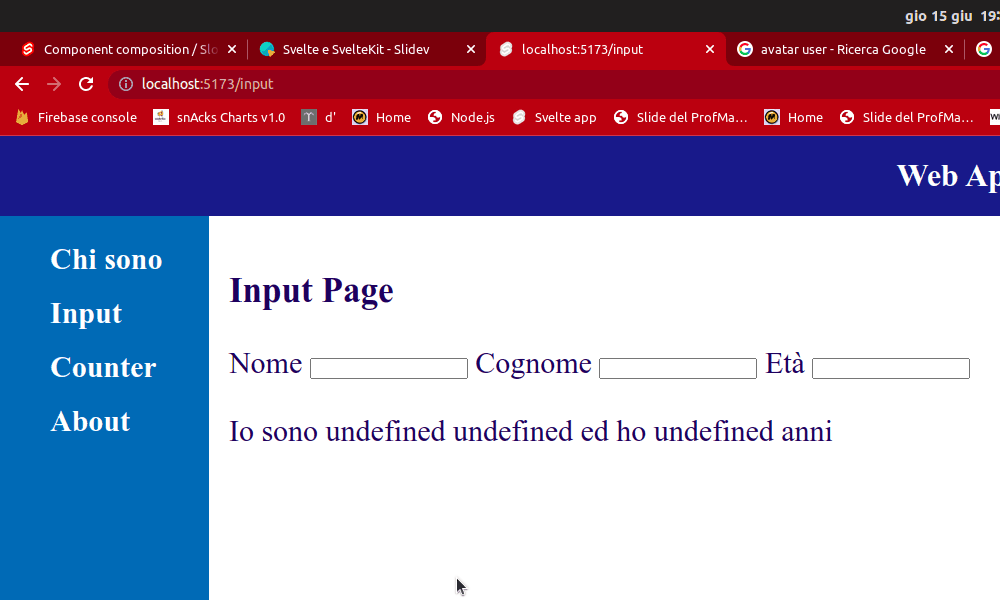 gio 15 giu 19:
Component composition / Slo
Svelte e SvelteKit - Slidev
localhost:5173/input
avatar user - Ricerca Google
localhost:5173/input
Firebase console
snAcks Charts v1.0
d'
Home
Node.js
Svelte app
Slide del ProfMa...
Home
Slide del ProfMa...
Web Ap
Chi sono
Input
Counter
About
Input Page
Nome Cognome Età
Io sono undefined undefined ed ho undefined anni